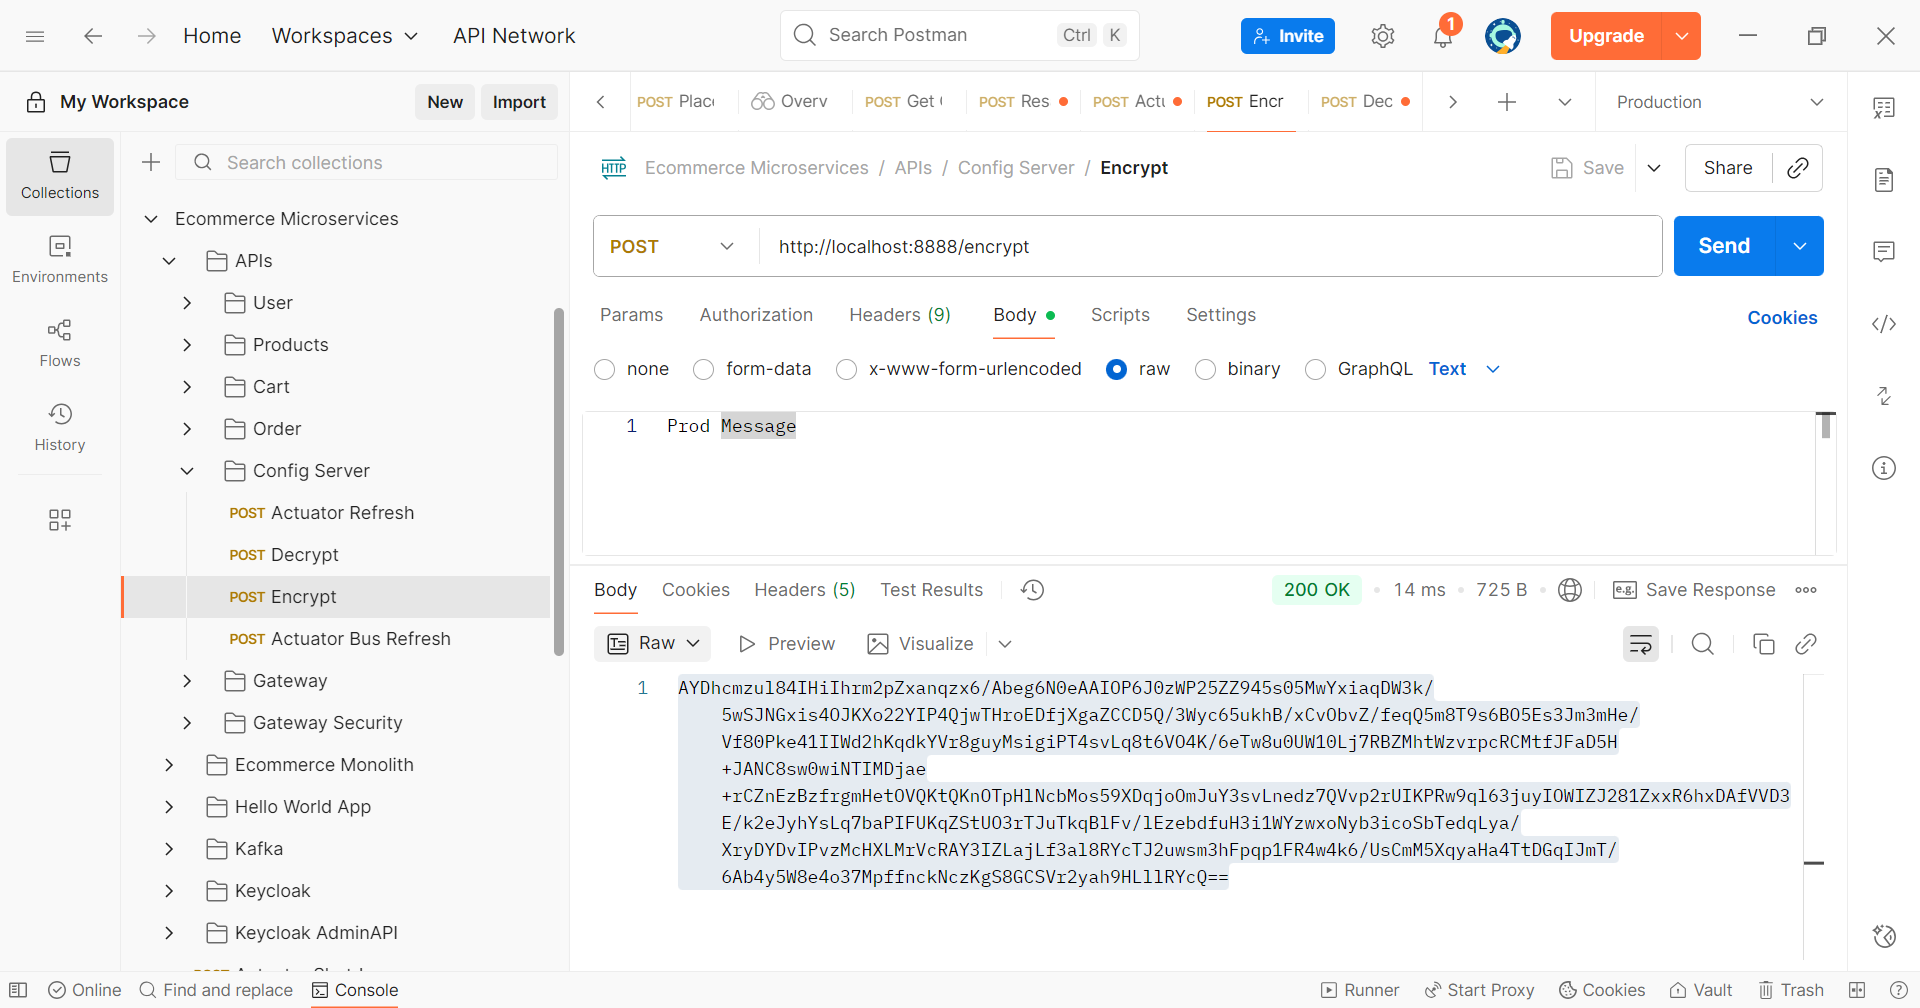 Home
Workspaces
API Network
Search Postman
Ctrl K
Invite
1
Upgrade
My Workspace
New
Import
POST Plac
Overv
POST Get
POST Res
POST Actu
POST Encr
POST Dec
Production
Collections
Environments
Flows
History
Search collections
Ecommerce Microservices
APIs
User
Products
Cart
Order
Config Server
POST Actuator Refresh
POST Decrypt
POST Encrypt
POST Actuator Bus Refresh
Gateway
Gateway Security
Ecommerce Monolith
Hello World App
Kafka
Keycloak
Keycloak AdminAPI
HTTP
Ecommerce Microservices / APIs / Config Server / Encrypt
Save
Share
POST
http://localhost:8888/encrypt
Send
Params
Authorization
Headers (9)
Body
Scripts
Settings
Cookies
none
form-data
x-www-form-urlencoded
raw
binary
GraphQL
Text
1 Prod Message
Body
Cookies
Headers (5)
Test Results
200 OK
14 ms
725 B
e.g. Save Response
Raw
Preview
Visualize
1 AYDhcmzul84IHiIhrm2pZxanqzx6/Abeg6N0eAAIOP6J0zWP25ZZ945s05MwYxiaqDW3k/
5wSJNGxis4OJKXo22YIP4QjwTHroEDfjXgaZCCD5Q/3Wyc65ukhB/xCvObvZ/feqQ5m8T9s6BO5Es3Jm3mHe/
Vf80Pke41IIWd2hKqdkYVr8guyMsigiPT4svLq8t6VO4K/6eTw8u0UW10Lj7RBZMhtWzvrpcRCMtfJFaD5H
+JANC8sw0wiNTIMDjae
+rCZnEzBzfrgmHetOVQKtQKnOTpHlNcbMos59XDqjoOmJuY3svLnedz7QVvp2rUIKPRw9ql63juyIOWIZJ281ZxxR6hxDAfVVD3
E/k2eJyhYsLq7baPIFUKqZStUO3rTJuTkqBlFv/lEzebdfuH3i1WYzwxoNyb3icoSbTedqLya/
XryDYDvIPvzMcHXLMrVcRAY3IZLajLf3al8RYcTJ2uwsm3hFpqp1FR4w4k6/UsCmM5XqyaHa4TtDGqIJmT/
6Ab4y5W8e4o37MpffnckNczKgS8GCSVr2yah9HLllRYcQ==
Online
Find and replace
Console
Runner
Start Proxy
Cookies
Vault
Trash